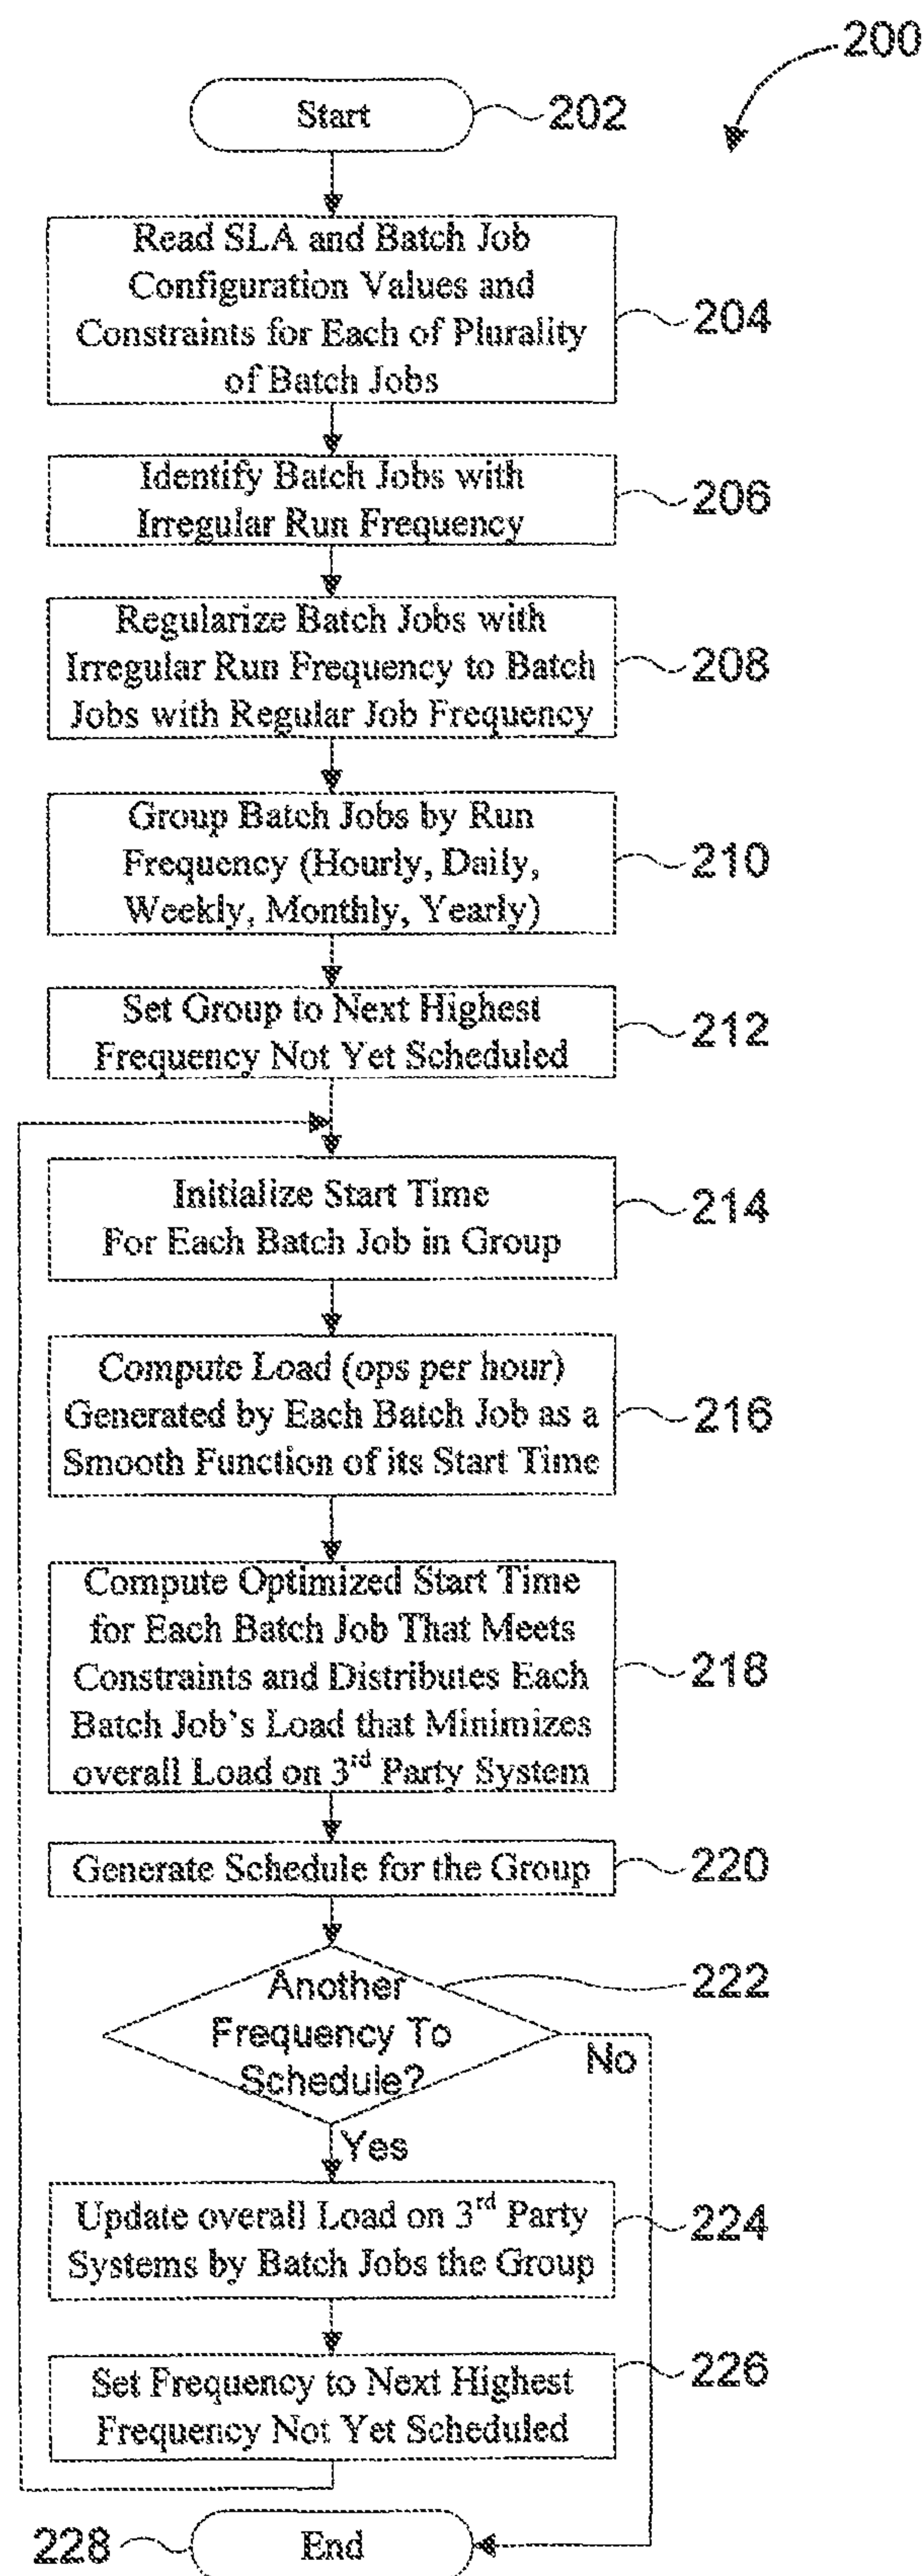 200
Start
202
Read SLA and Batch Job
Configuration Values and
Constraints for Each of Plurality
of Batch Jobs
204
Identify Batch Jobs with
Irregular Run Frequency
206
Regularize Batch Jobs with
Irregular Run Frequency to Batch
Jobs with Regular Job Frequency
208
Group Batch Jobs by Run
Frequency (Hourly, Daily,
Weekly, Monthly, Yearly)
210
Set Group to Next Highest
Frequency Not Yet Scheduled
212
Initialize Start Time
For Each Batch Job in Group
214
Compute Load (ops per hour)
Generated by Each Batch Job as a
Smooth Function of its Start Time
216
Compute Optimized Start Time
for Each Batch Job That Meets
Constraints and Distributes Each
Batch Job's Load that Minimizes
overall Load on 3rd Party System
218
Generate Schedule for the Group
220
Another
Frequency To
Schedule?
222
No
Yes
Update overall Load on 3rd Party
Systems by Batch Jobs the Group
224
Set Frequency to Next Highest
Frequency Not Yet Scheduled
226
228
End